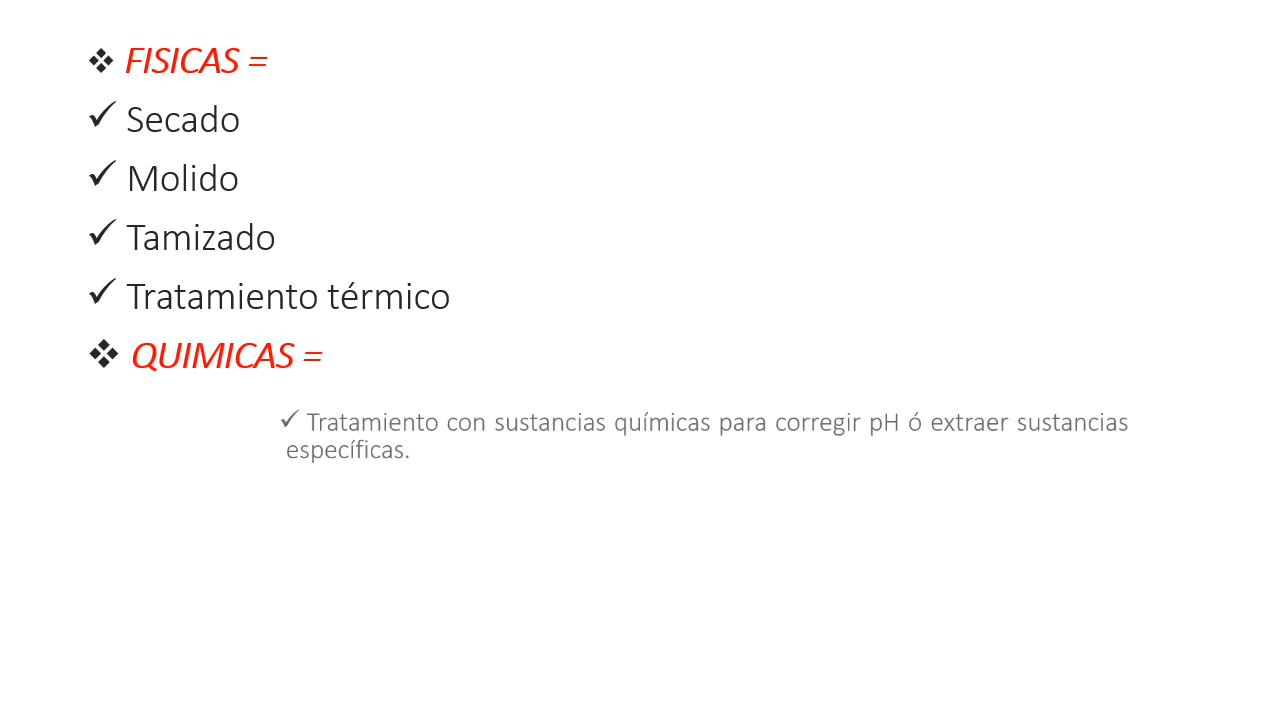 ❖ FISICAS =
✓ Secado
✓ Molido
✓ Tamizado
✓ Tratamiento térmico
❖ QUIMICAS =
✓ Tratamiento con sustancias químicas para corregir pH ó extraer sustancias
específicas.